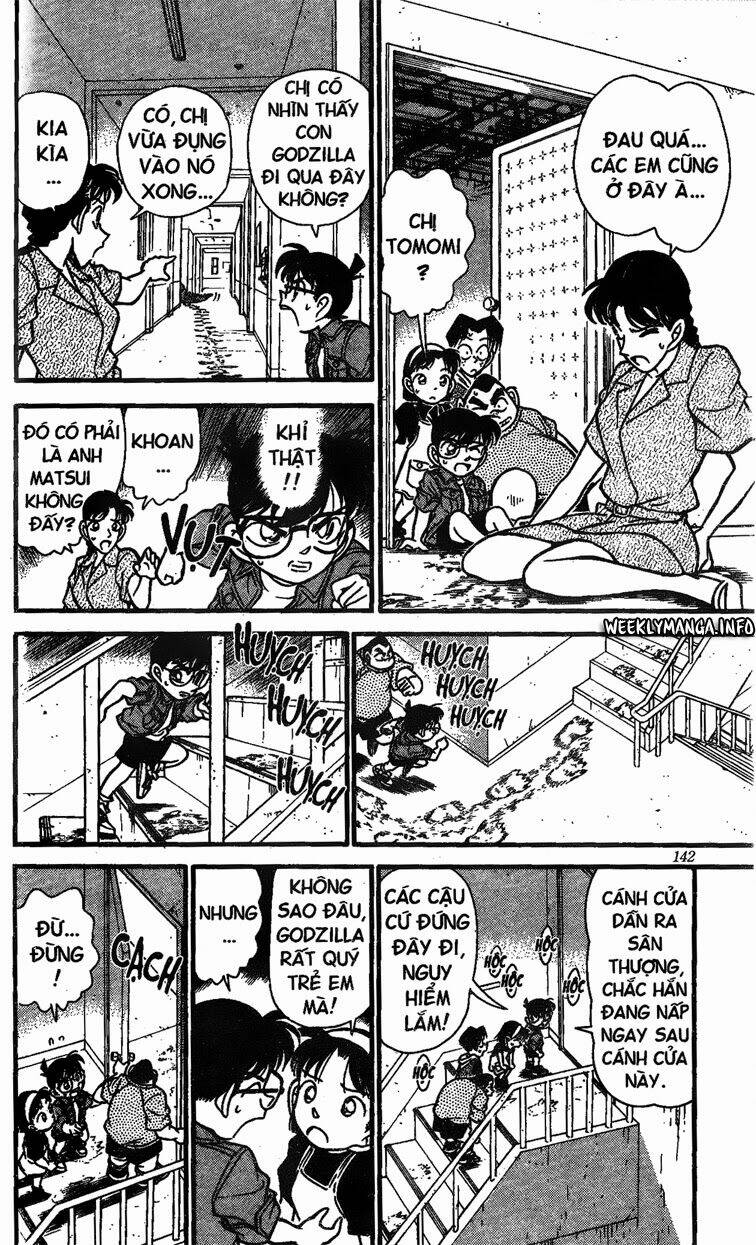 ĐAU QUÁ...
CÁC EM CŨNG
Ở ĐÂY À...
CHỊ
TOMOMI
?
CHỊ CÓ
NHÌN THẤY
CON
GODZILLA
ĐI QUA ĐÂY
KHÔNG?
CÓ, CHỊ
VỪA ĐỤNG
VÀO NÓ
XONG...
KIA
KÌA
...
KHỈ
THẬT
!!
VỤT
KHOAN
...
ĐÓ CÓ PHẢI
LÀ ANH
MATSUI
KHÔNG
ĐẤY?
WEEKLYMANGA.INFO
HUỴCH
HUỴCH
HUỴCH
HUỴCH
HUỴCH
HUỴCH
142
CÁNH CỬA
DẪN RA
SÂN
THƯỢNG,
CHẮC HẲN
ĐANG NẤP
NGAY SAU
CÁNH CỬA
NÀY.
HỘC
HỘC
HỘC
HỘC
HỘC
CÁC CẬU
CỨ ĐỨNG
ĐÂY ĐI,
NGUY
HIỂM
LẮM!
KHÔNG
SAO ĐÂU,
GODZILLA
RẤT QUÝ
TRẺ EM
MÀ!
NHƯNG
...
CẠCH
ĐỪ...
ĐỪNG
!